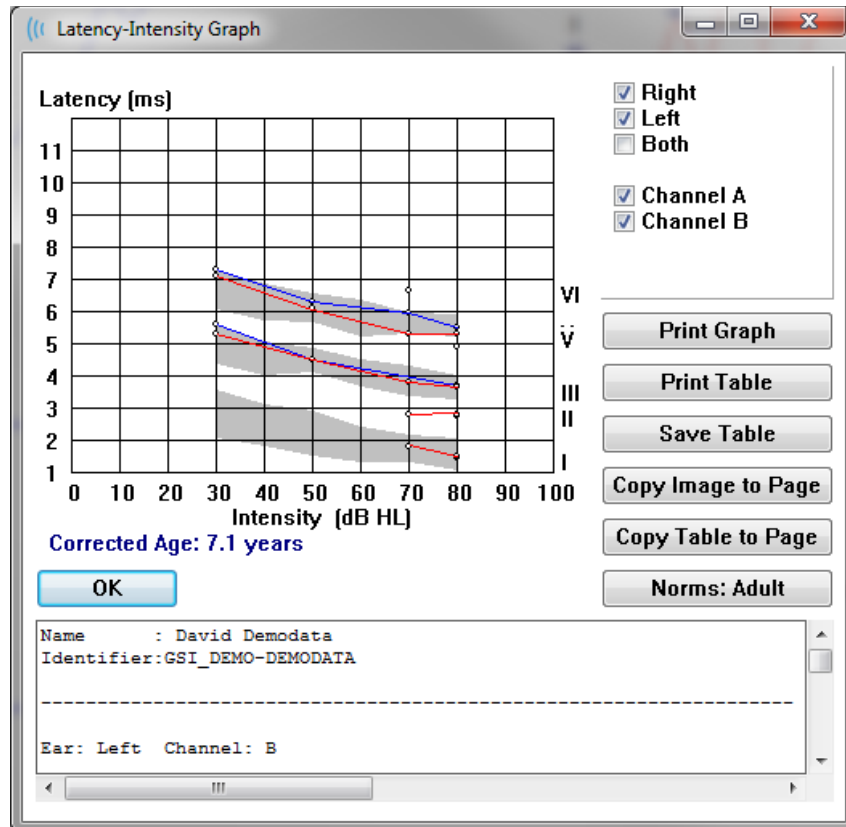 Latency-Intensity Graph
Latency (ms)
11
10
9
8
7
6
5
4
3
2
1
0 10 20 30 40 50 60 70 80 90 100
Intensity (dB HL)
VI
V
III
II
I
Corrected Age: 7.1 years
OK
Right
Left
Both
Channel A
Channel B
Print Graph
Print Table
Save Table
Copy Image to Page
Copy Table to Page
Norms: Adult
Name : David Demodata
Identifier:GSI_DEMO-DEMODATA
--------------------------------------------------------------------
Ear: Left Channel: B